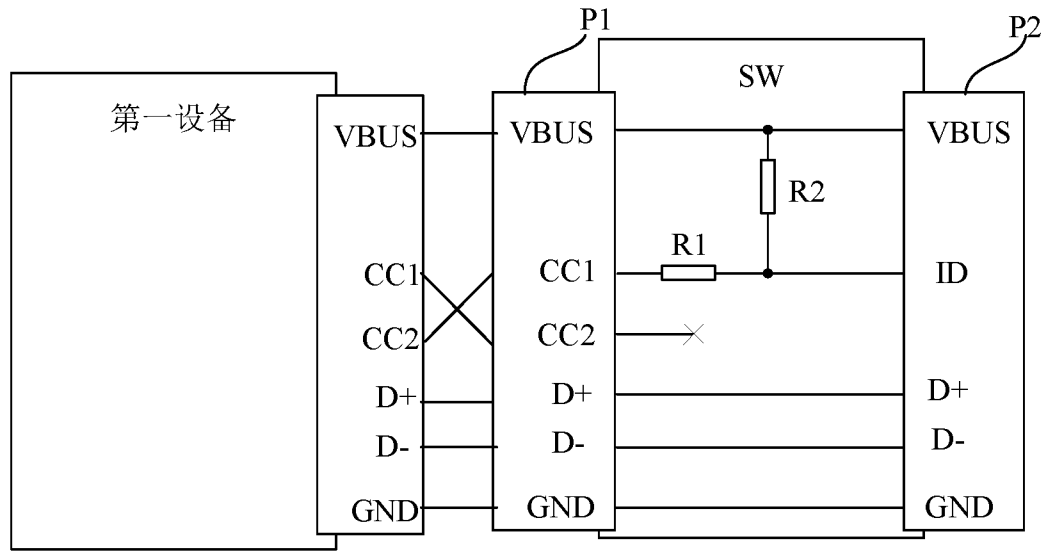 P1
P2
SW
第一设备
VBUS
VBUS
VBUS
R2
R1
CC1
CC1
ID
CC2
CC2
D+
D+
D+
D-
D-
D-
GND
GND
GND